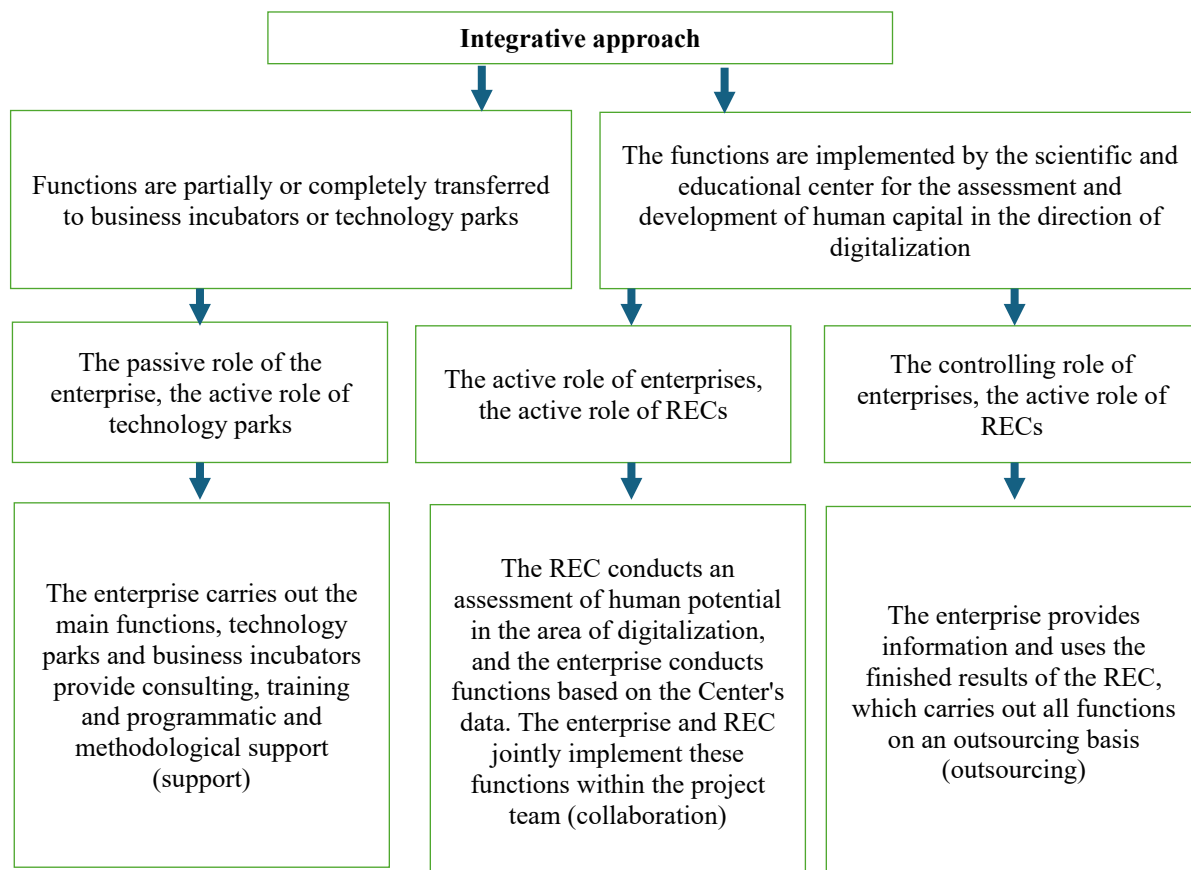 Integrative approach
Functions are partially or completely transferred
to business incubators or technology parks
The functions are implemented by the scientific and
educational center for the assessment and
development of human capital in the direction of
digitalization
The passive role of the
enterprise, the active role of
technology parks
The active role of enterprises,
the active role of RECs
The controlling role of
enterprises, the active role of
RECs
The enterprise carries out the
main functions, technology
parks and business incubators
provide consulting, training
and programmatic and
methodological support
(support)
The REC conducts an
assessment of human potential
in the area of digitalization,
and the enterprise conducts
functions based on the Center's
data. The enterprise and REC
jointly implement these
functions within the project
team (collaboration)
The enterprise provides
information and uses the
finished results of the REC,
which carries out all functions
on an outsourcing basis
(outsourcing)